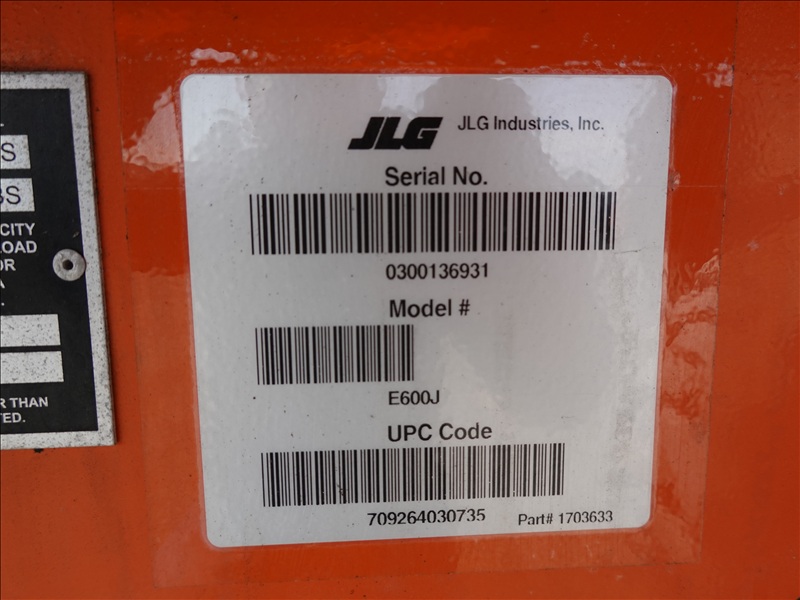 S
BS
CITY
LOAD
OR
A
R THAN
TED.
JLG JLG Industries, Inc.
Serial No.
0300136931
Model #
E600J
UPC Code
709264030735 Part# 1703633